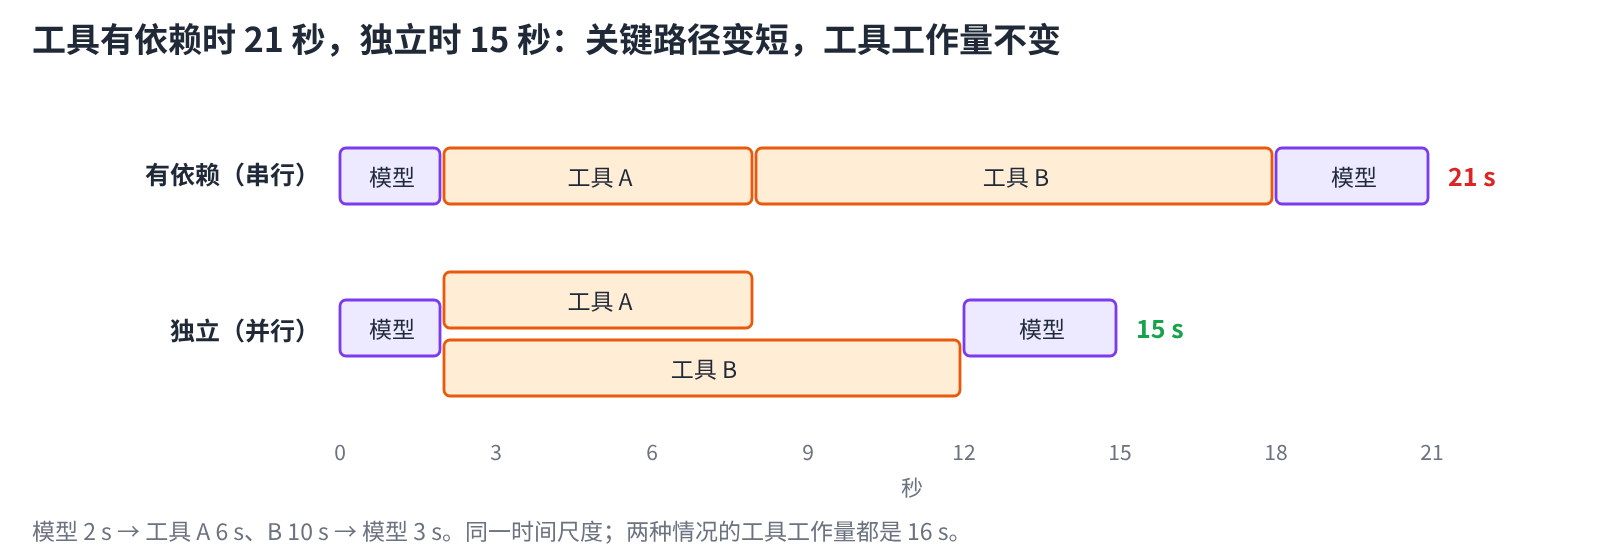 工具有依赖时 21 秒，独立时 15 秒：关键路径变短，工具工作量不变
有依赖（串行） 模型 工具 A 工具 B 模型 21 s
工具 A
独立（并行） 模型 模型 15 s
工具 B
0 3 6 9 12 15 18 21
秒
模型 2 s → 工具 A 6 s、B 10 s → 模型 3 s。同一时间尺度；两种情况的工具工作量都是 16 s。